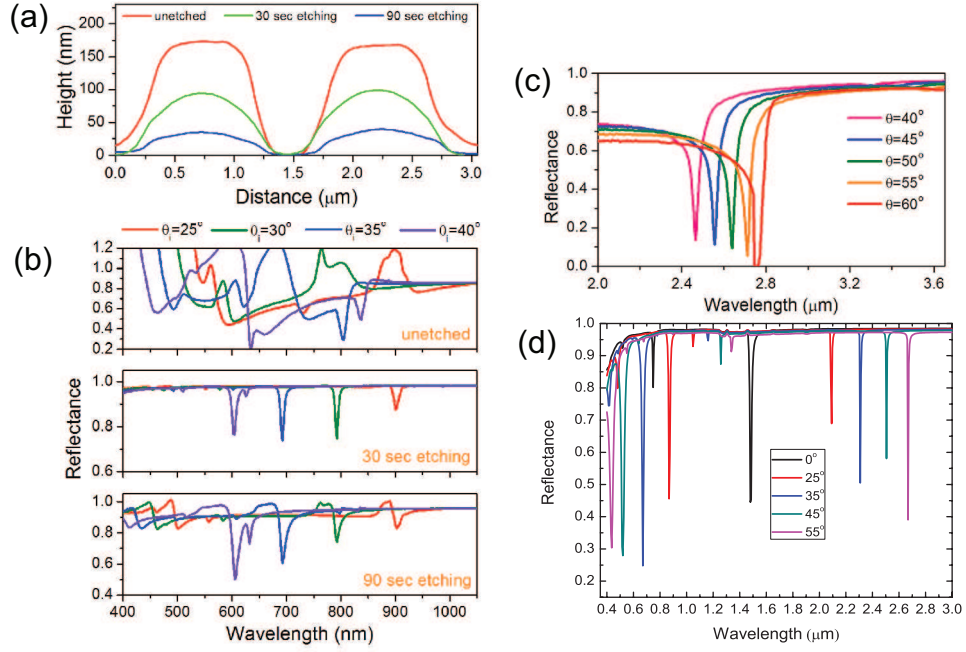 (a)
unetched 30 sec etching 90 sec etching
200
150
100
50
0
Height (nm)
0.0 0.5 1.0 1.5 2.0 2.5 3.0
Distance (μm)
(b)
θi=25° θi=30° θi=35° θi=40°
1.2
1.0
0.8
0.6
0.4
0.2
unetched
1.0
0.8
0.6
30 sec etching
1.0
0.8
0.6
0.4
90 sec etching
Reflectance
400 500 600 700 800 900 1000
Wavelength (nm)
(c)
1.0
0.8
0.6
0.4
0.2
0.0
Reflectance
θ=40°
θ=45°
θ=50°
θ=55°
θ=60°
2.0 2.4 2.8 3.2 3.6
Wavelength (μm)
(d)
1.0
0.9
0.8
0.7
0.6
0.5
0.4
0.3
0.2
Reflectance
0°
25°
35°
45°
55°
0.4 0.6 0.8 1.0 1.2 1.4 1.6 1.8 2.0 2.2 2.4 2.6 2.8 3.0
Wavelength (μm)